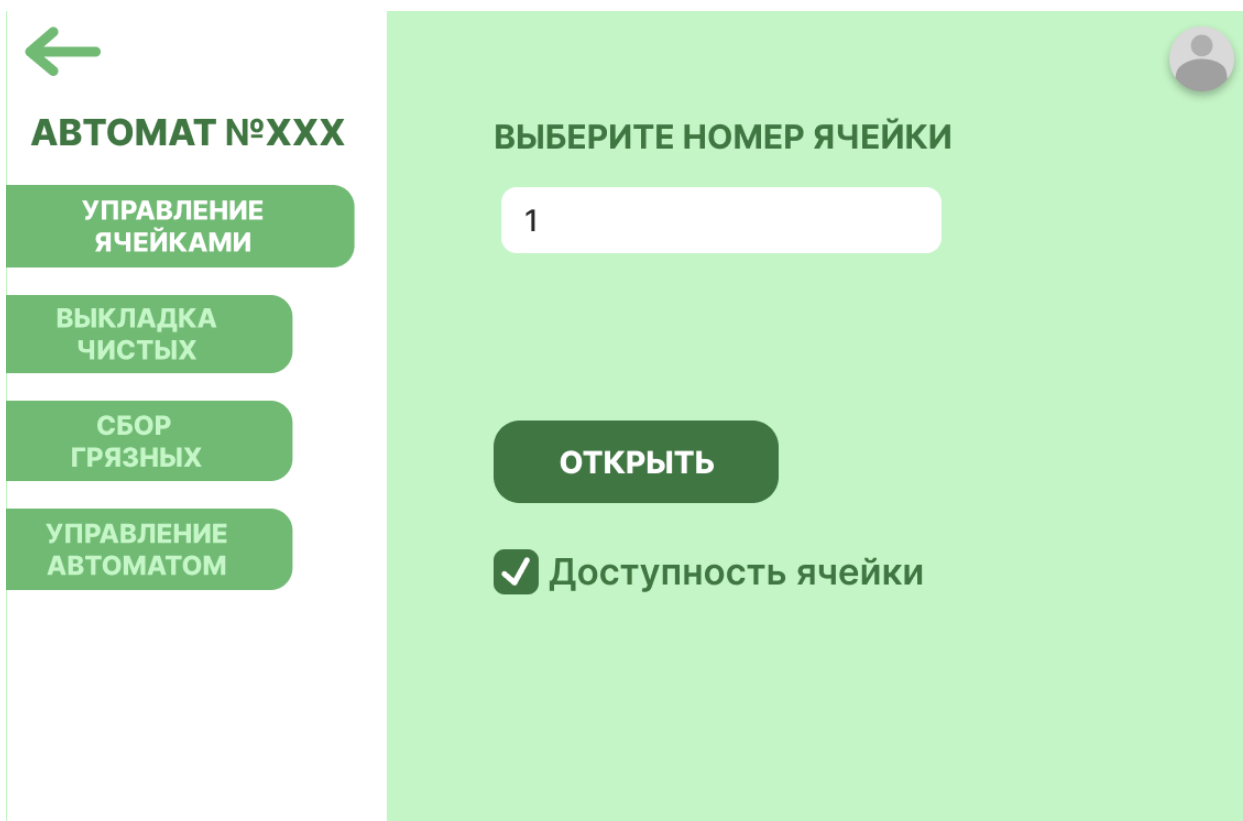 АВТОМАТ №XXX
УПРАВЛЕНИЕ
ЯЧЕЙКАМИ
ВЫКЛАДКА
ЧИСТЫХ
СБОР
ГРЯЗНЫХ
УПРАВЛЕНИЕ
АВТОМАТОМ
ВЫБЕРИТЕ НОМЕР ЯЧЕЙКИ
1
ОТКРЫТЬ
Доступность ячейки